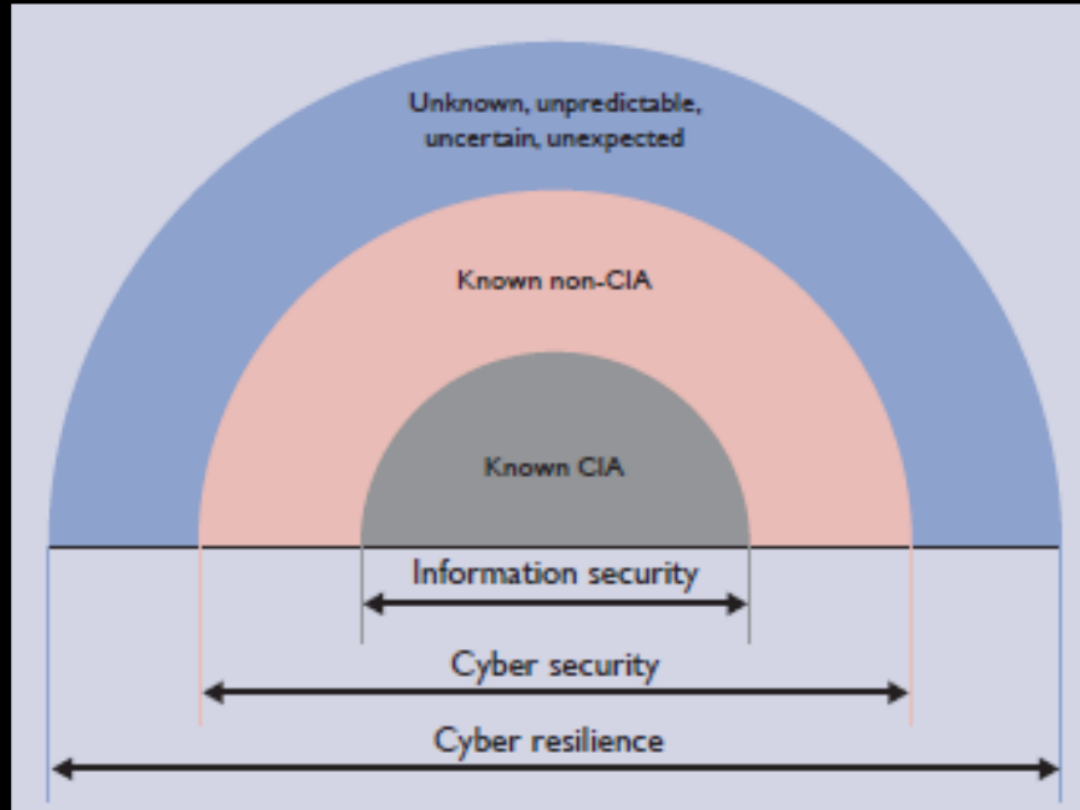 Unknown, unpredictable,
uncertain, unexpected
Known non-CIA
Known CIA
Information security
Cyber security
Cyber resilience